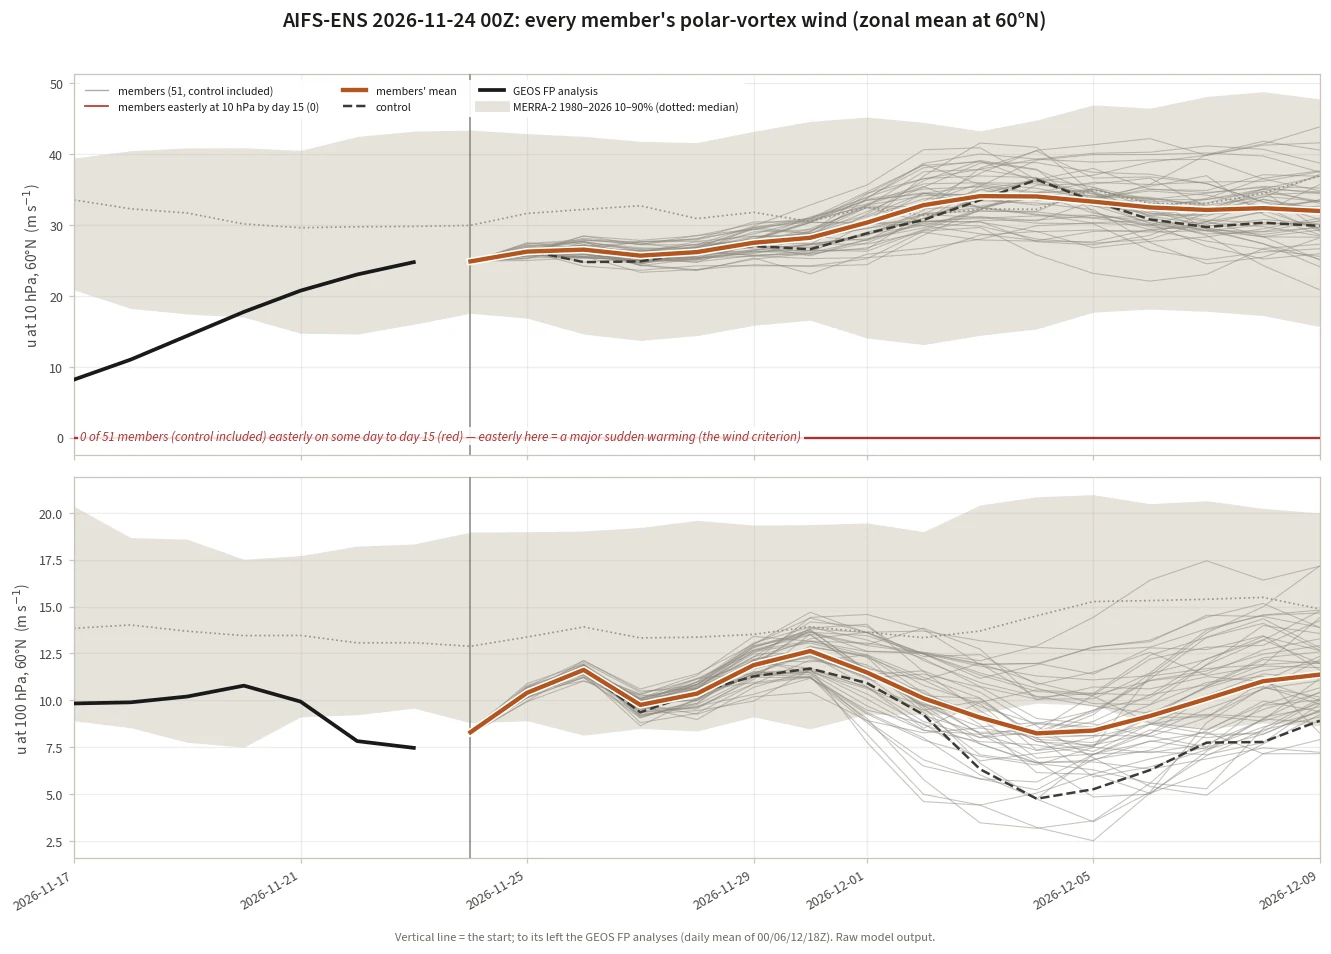 AIFS-ENS 2026-11-24 00Z: every member's polar-vortex wind (zonal mean at 60°N)
members (51, control included)
members easterly at 10 hPa by day 15 (0)
members' mean
control
GEOS FP analysis
MERRA-2 1980–2026 10–90% (dotted: median)
u at 10 hPa, 60°N (m s⁻¹)
50
40
30
20
10
0
0 of 51 members (control included) easterly on some day to day 15 (red) — easterly here = a major sudden warming (the wind criterion)
u at 100 hPa, 60°N (m s⁻¹)
20.0
17.5
15.0
12.5
10.0
7.5
5.0
2.5
2026-11-17
2026-11-21
2026-11-25
2026-11-29
2026-12-01
2026-12-05
2026-12-09
Vertical line = the start; to its left the GEOS FP analyses (daily mean of 00/06/12/18Z). Raw model output.